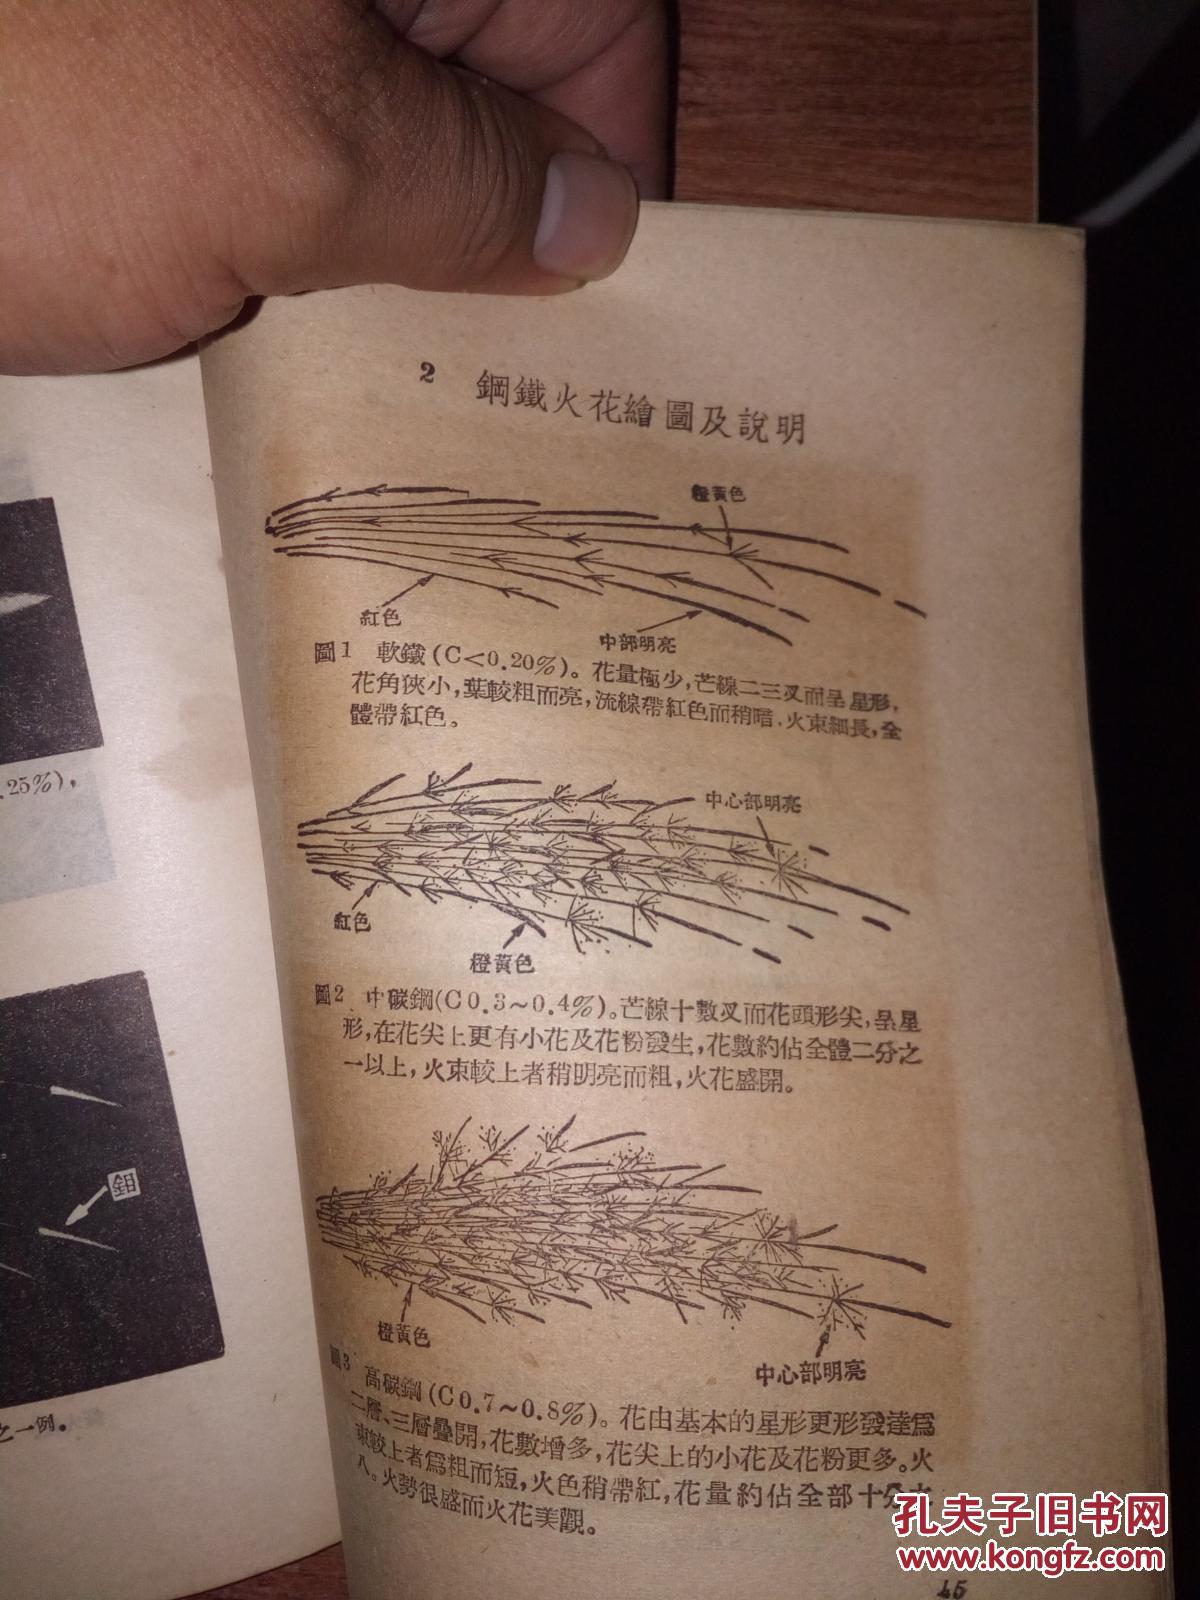 .25%),
鋁
之一例。
2 鋼鐵火花繪圖及說明
橙黃色
紅色
中部明亮
圖1 軟鐵(C<0.20%)。花量極少,芒線二三叉而呈星形,
花角狹小,葉較粗而亮,流線帶紅色而稍暗.火束細長,全
體帶紅色。
中心部明亮
紅色
橙黃色
圖2 中碳鋼(C0.3~0.4%)。芒線十數叉而花頭形尖,呈星
形,在花尖上更有小花及花粉發生,花數約佔全體二分之
一以上,火束較上者稍明亮而粗,火花盛開。
橙黃色
中心部明亮
圖3 高碳鋼(C0.7~0.8%)。花由基本的星形更形發達爲
二層、三層疊開,花數增多,花尖上的小花及花粉更多。火
束較上者爲粗而短,火色稍帶紅,花量約佔全部十分之
八。火勢很盛而火花美觀。
45
孔夫子旧书网
www.kongfz.com